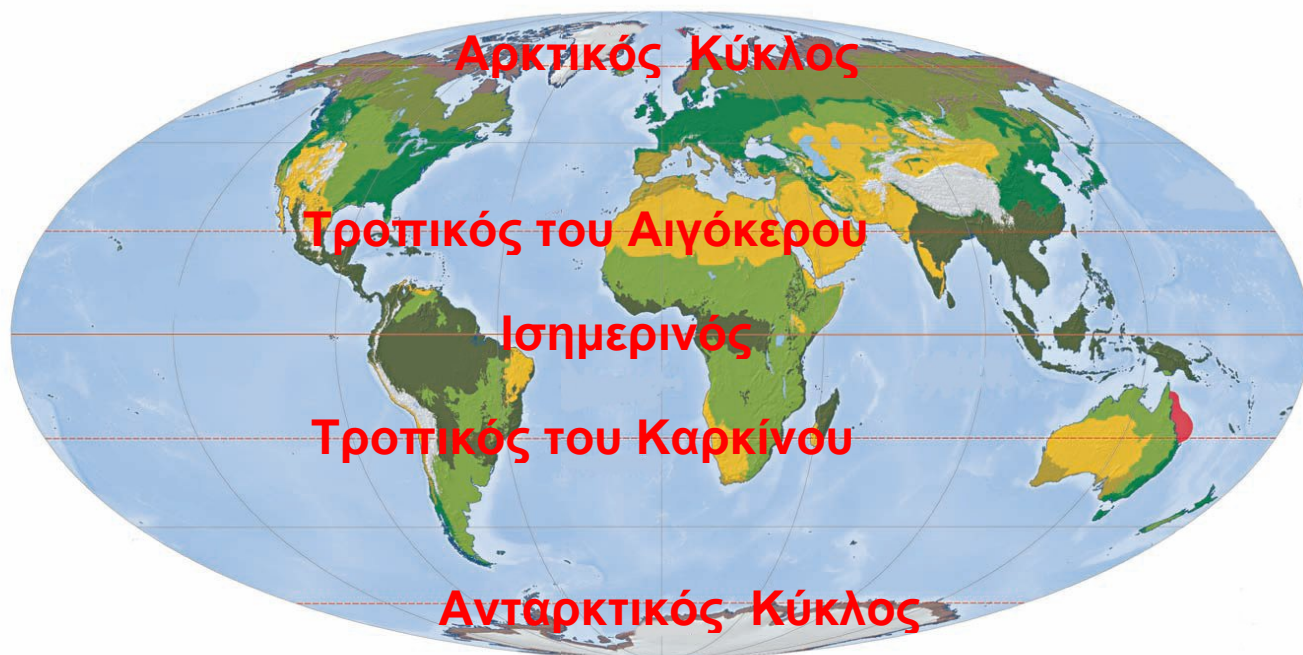 Αρκτικός Κύκλος
Τροπικός του Αιγόκερου
Ισημερινός
Τροπικός του Καρκίνου
Ανταρκτικός Κύκλος